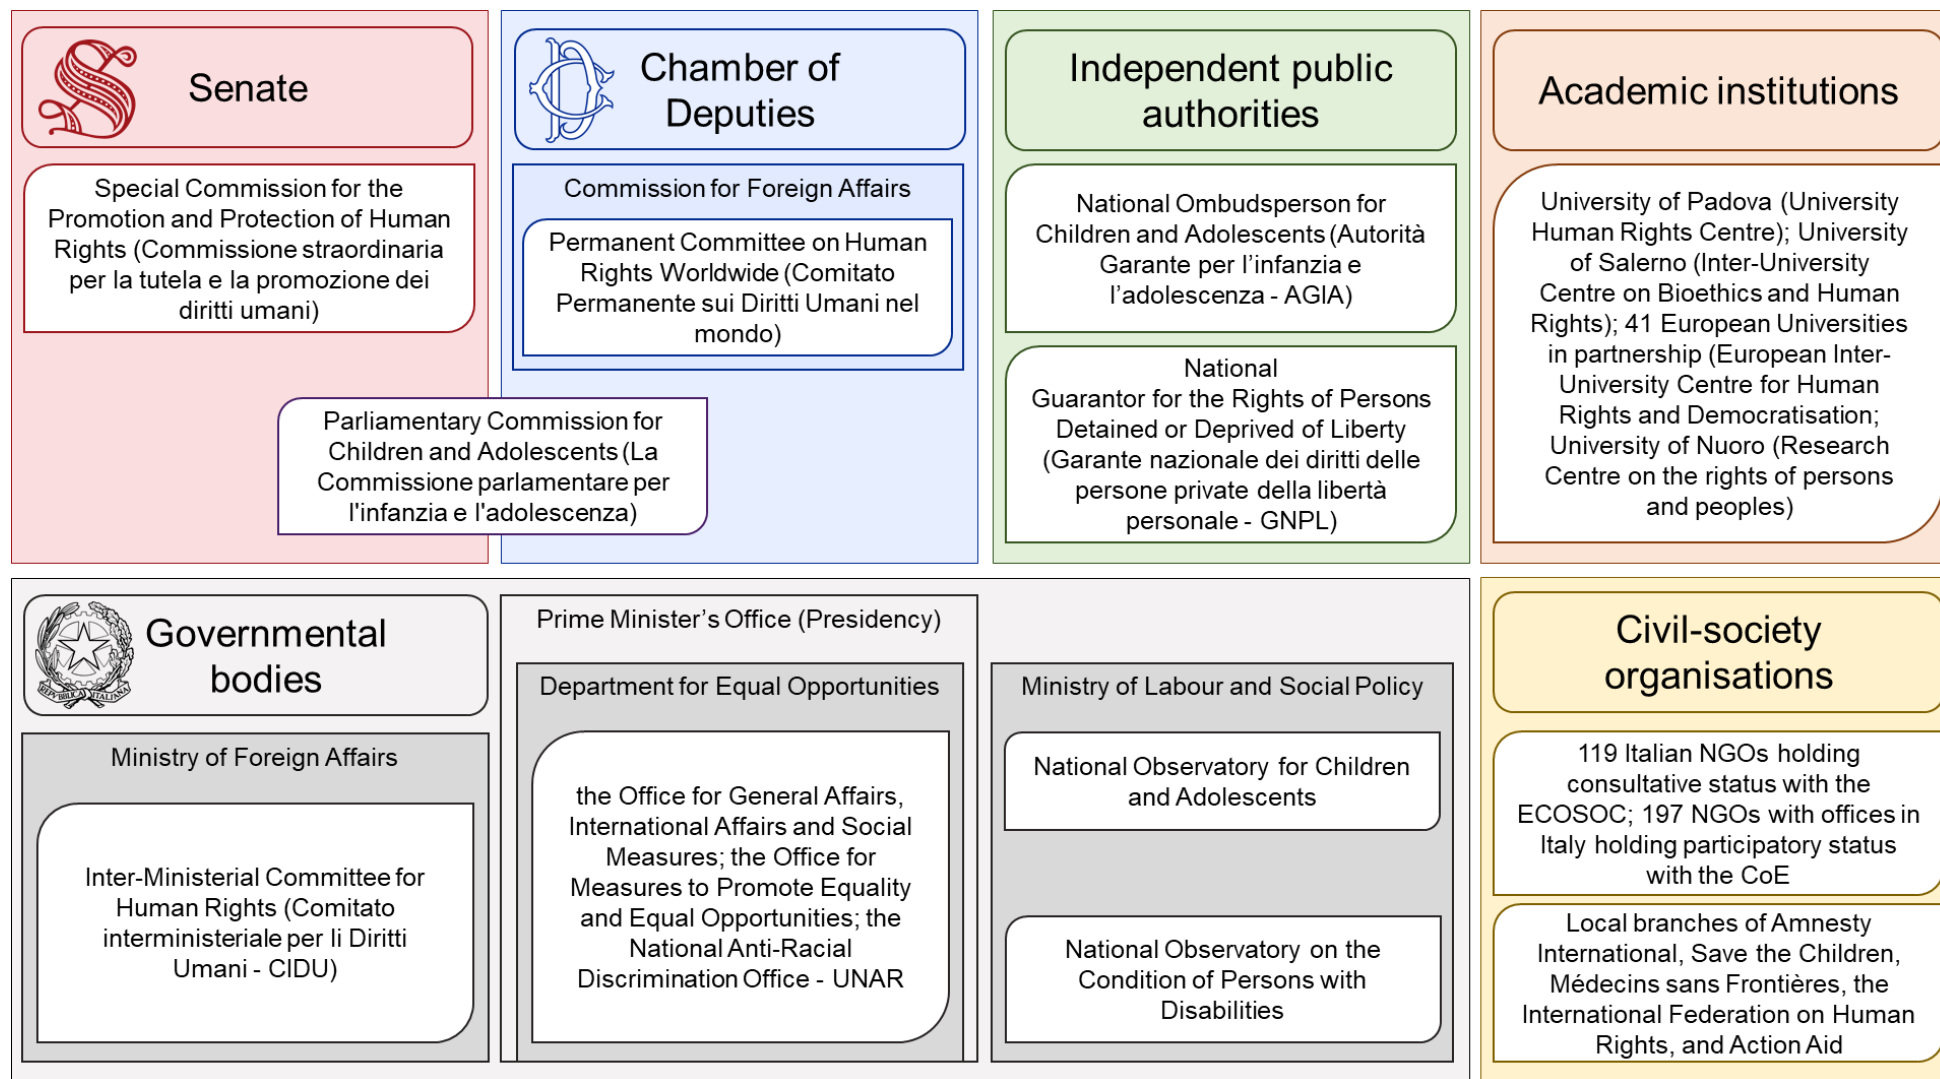 Senate
Special Commission for the
Promotion and Protection of Human
Rights (Commissione straordinaria
per la tutela e la promozione dei
diritti umani)
Chamber of
Deputies
Commission for Foreign Affairs
Permanent Committee on Human
Rights Worldwide (Comitato
Permanente sui Diritti Umani nel
mondo)
Parliamentary Commission for
Children and Adolescents (La
Commissione parlamentare per
l'infanzia e l'adolescenza)
Independent public
authorities
National Ombudsperson for
Children and Adolescents (Autorità
Garante per l’infanzia e
l’adolescenza - AGIA)
National
Guarantor for the Rights of Persons
Detained or Deprived of Liberty
(Garante nazionale dei diritti delle
persone private della libertà
personale - GNPL)
Academic institutions
University of Padova (University
Human Rights Centre); University
of Salerno (Inter-University
Centre on Bioethics and Human
Rights); 41 European Universities
in partnership (European Inter-
University Centre for Human
Rights and Democratisation;
University of Nuoro (Research
Centre on the rights of persons
and peoples)
Governmental
bodies
REPVBBLICA ITALIANA
Ministry of Foreign Affairs
Inter-Ministerial Committee for
Human Rights (Comitato
interministeriale per li Diritti
Umani - CIDU)
Prime Minister’s Office (Presidency)
Department for Equal Opportunities
the Office for General Affairs,
International Affairs and Social
Measures; the Office for
Measures to Promote Equality
and Equal Opportunities; the
National Anti-Racial
Discrimination Office - UNAR
Ministry of Labour and Social Policy
National Observatory for Children
and Adolescents
National Observatory on the
Condition of Persons with
Disabilities
Civil-society
organisations
119 Italian NGOs holding
consultative status with the
ECOSOC; 197 NGOs with offices in
Italy holding participatory status
with the CoE
Local branches of Amnesty
International, Save the Children,
Médecins sans Frontières, the
International Federation on Human
Rights, and Action Aid